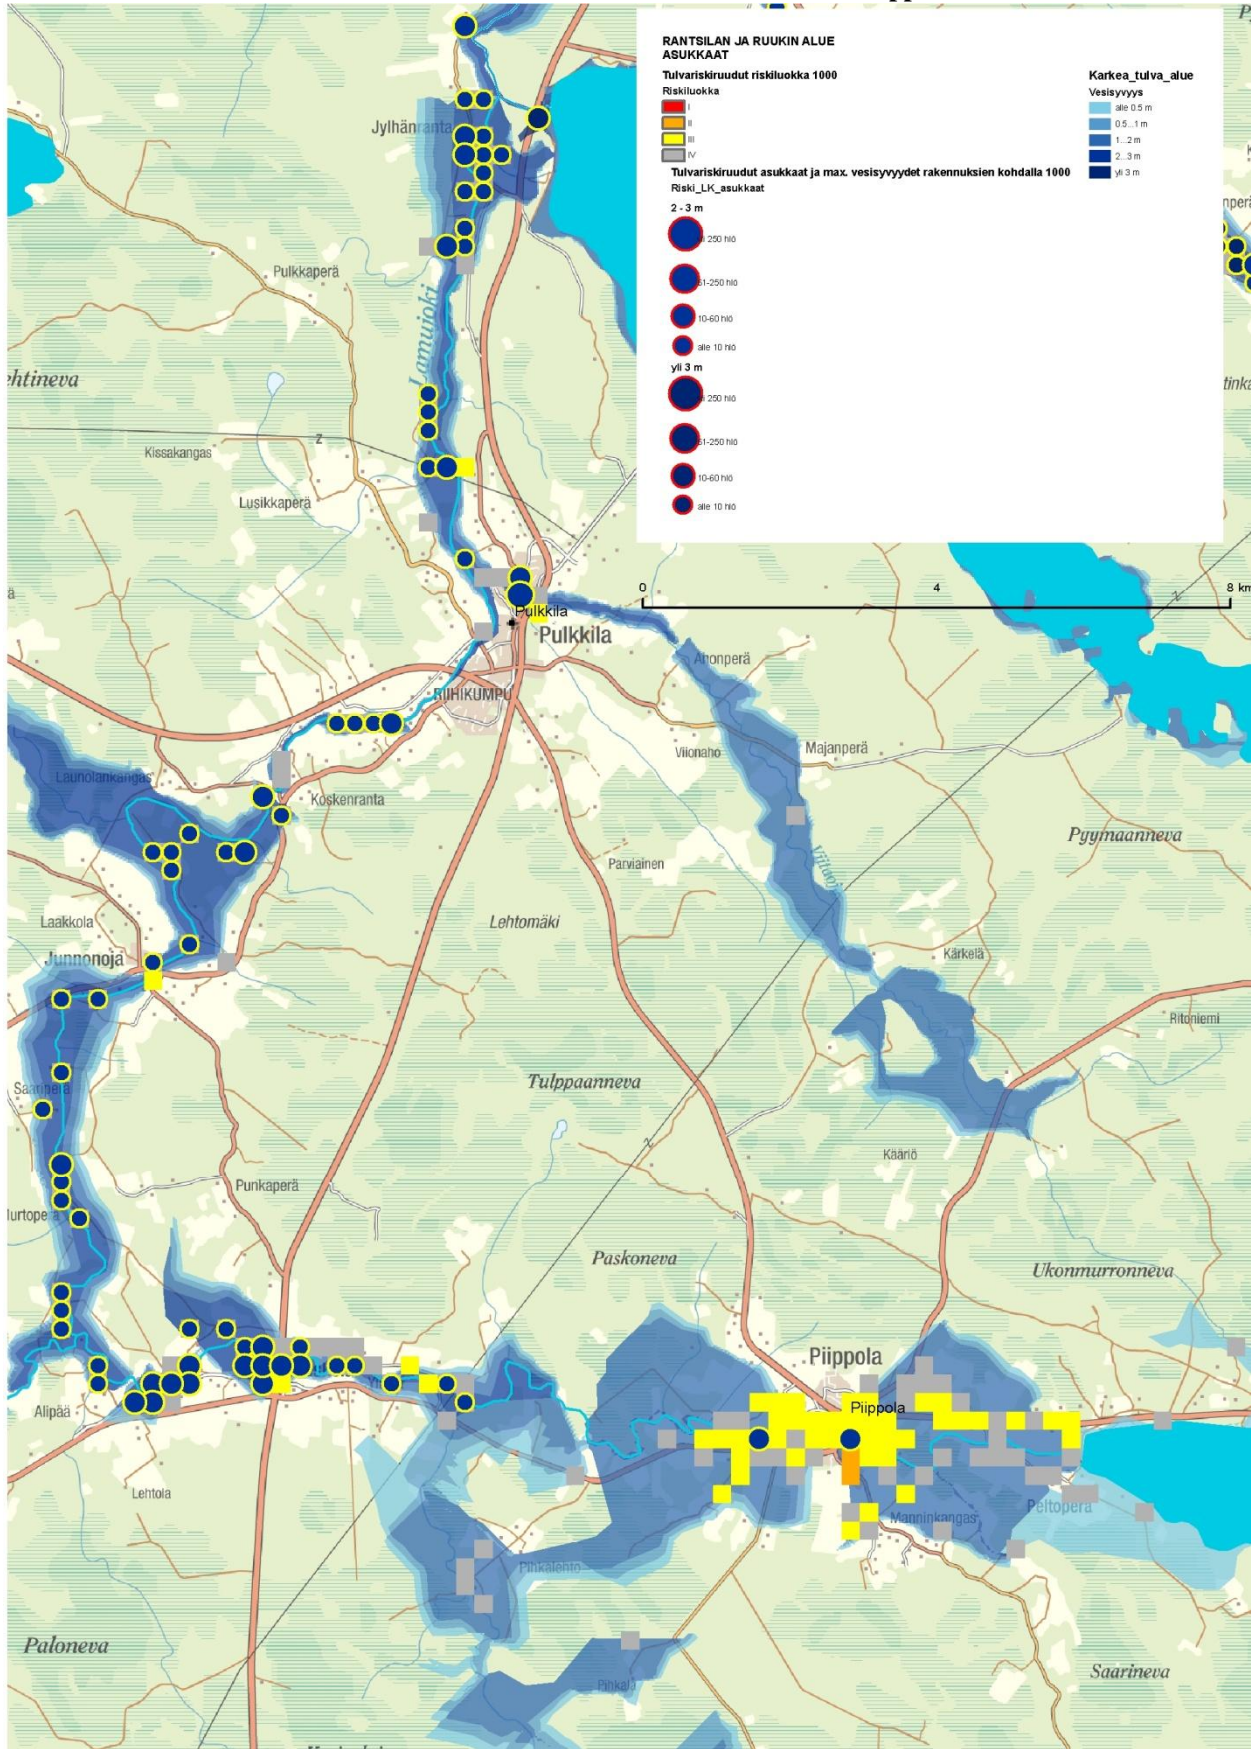 RANTSILAN JA RUUKIN ALUE
ASUKKAAT
Tulvariskiruudut riskiluokka 1000
Riskiluokka
I
II
III
IV
Tulvariskiruudut asukkaat ja max. vesisyvyydet rakennuksien kohdalla 1000
Riski_LK_asukkaat
2 - 3 m
250 hlö
61-250 hlö
10-60 hlö
alle 10 hlö
yli 3 m
250 hlö
61-250 hlö
10-60 hlö
alle 10 hlö
Karkea_tulva_alue
Vesisyvyys
alle 0.5 m
0.5...1 m
1...2 m
2...3 m
yli 3 m
0 4 8 km
Jylhänranta
Pulkkaperä
Lamujoki
htineva
Kissakangas
z
Lusikkaperä
Pulkkila
Pulkkila
Ahonperä
RIIHIKUMPU
Viionaho
Majanperä
Launolankangas
Koskenranta
Pyymaanneva
Parviainen
Laakkola
Lehtomäki
Junnonoja
Kärkelä
Ritoniemi
Tulppaanneva
Kääriö
Punkaperä
Paskoneva
Ukonmurronneva
Piippola
Piippola
Alipää
Lehtola
Manninkangas
Peltoperä
Pihkalehto
Paloneva
Saarineva
Pihkala